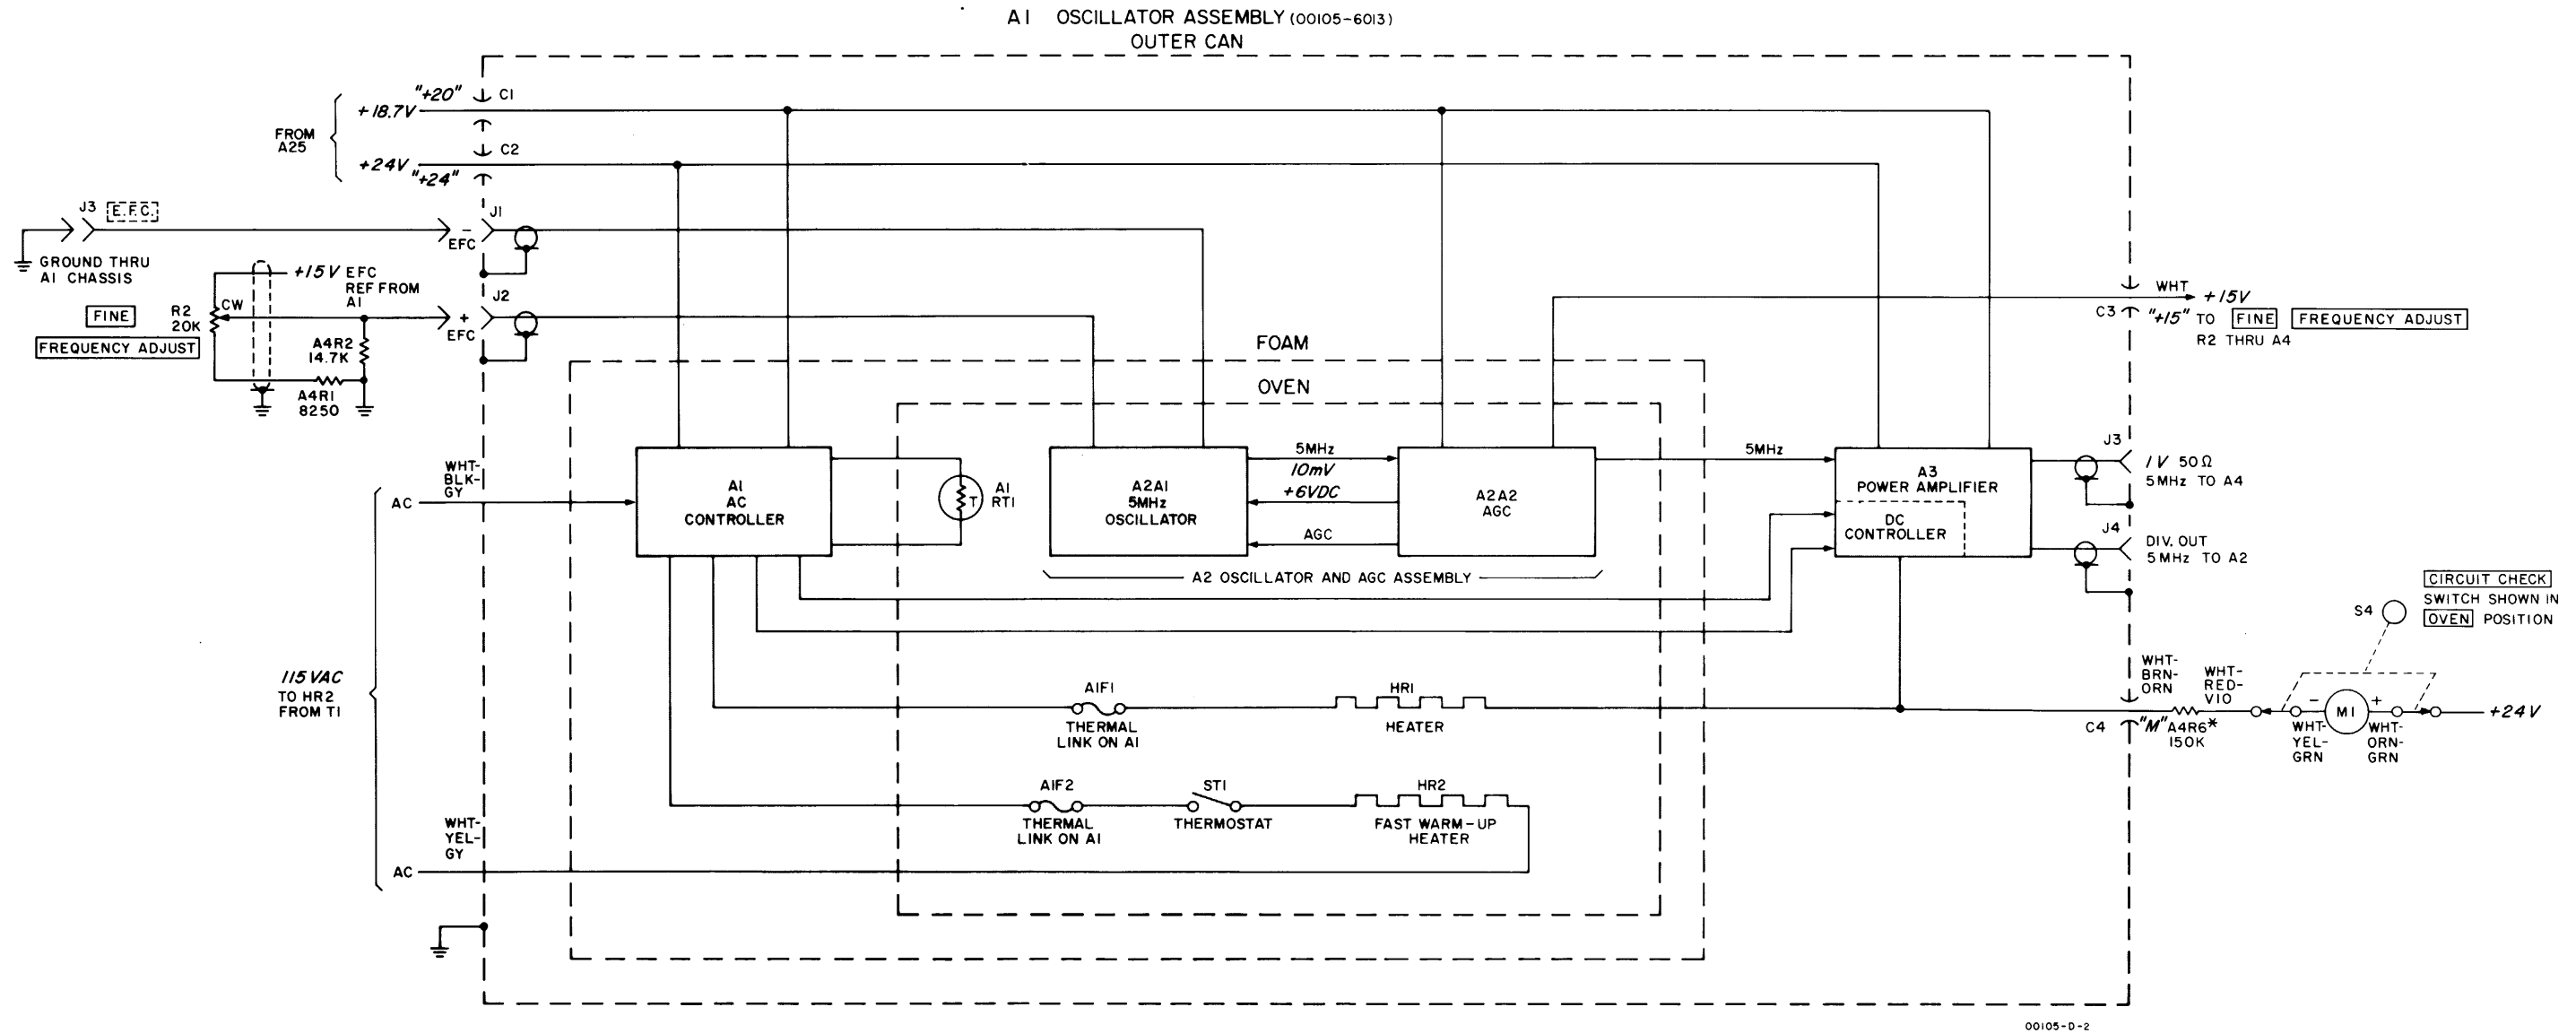 A1 OSCILLATOR ASSEMBLY (00105-6013)
OUTER CAN
"+20"
C1
+18.7V
FROM
A25
C2
+24V
"+24"
J3 E.F.C.
J1
-
EFC
GROUND THRU
A1 CHASSIS
+15V EFC
REF FROM
A1
J2
FINE
R2
20K
CW
+
EFC
FREQUENCY ADJUST
A4R2
14.7K
A4R1
8250
WHT
+15V
C3
"+15" TO FINE FREQUENCY ADJUST
R2 THRU A4
FOAM
OVEN
WHT-
BLK-
GY
AC
A1
AC
CONTROLLER
T
A1
RT1
A2A1
5MHz
OSCILLATOR
5MHz
10mV
+6VDC
AGC
A2A2
AGC
5MHz
A3
POWER AMPLIFIER
DC
CONTROLLER
J3
1V 50Ω
5MHz TO A4
J4
DIV. OUT
5MHz TO A2
A2 OSCILLATOR AND AGC ASSEMBLY
CIRCUIT CHECK
SWITCH SHOWN IN
OVEN POSITION
S4
115VAC
TO HR2
FROM T1
A1F1
THERMAL
LINK ON A1
HR1
HEATER
WHT-
BRN-
ORN
WHT-
RED-
VIO
C4
"M" A4R6*
150K
-
M1
+
+24V
WHT-
YEL-
GRN
WHT-
ORN-
GRN
A1F2
THERMAL
LINK ON A1
ST1
THERMOSTAT
HR2
FAST WARM-UP
HEATER
WHT-
YEL-
GY
AC
00105-D-2